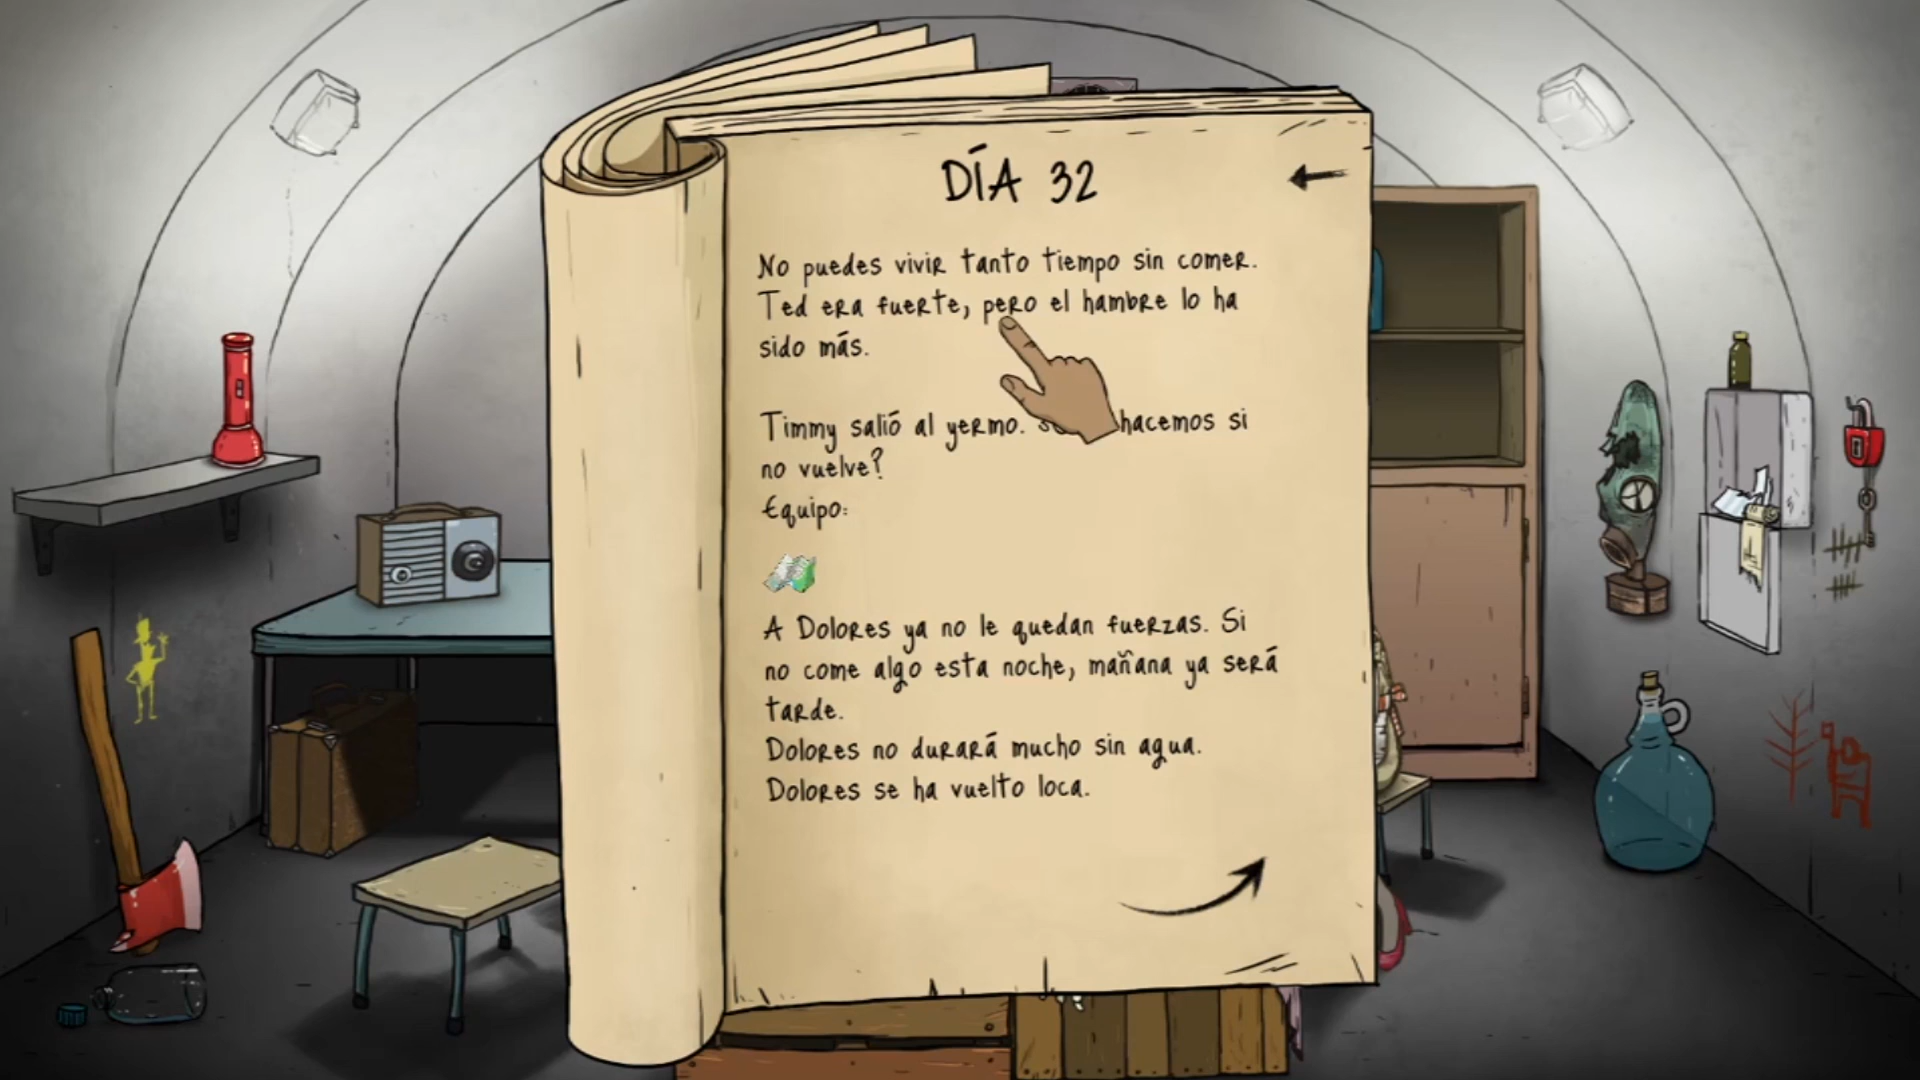 DÍA 32
No puedes vivir tanto tiempo sin comer.
Ted era fuerte, pero el hambre lo ha
sido más.
Timmy salió al yermo. hacemos si
no vuelve?
Equipo:
A Dolores ya no le quedan fuerzas. Si
no come algo esta noche, mañana ya será
tarde.
Dolores no durará mucho sin agua.
Dolores se ha vuelto loca.